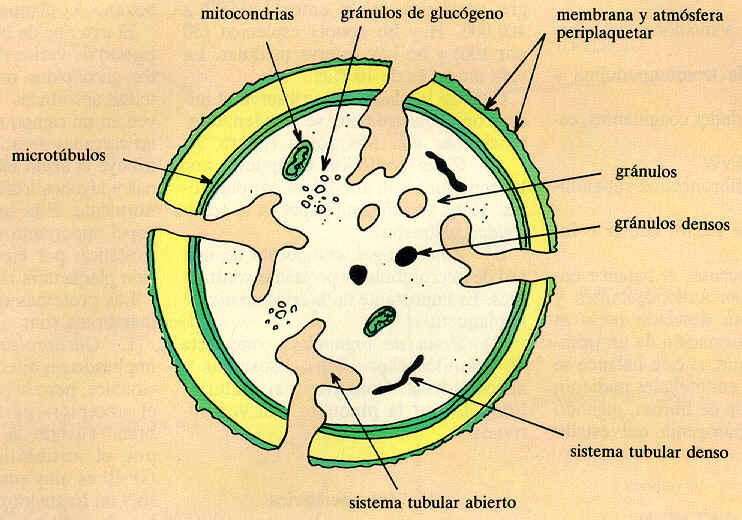 mitocondrias
gránulos de glucógeno
membrana y atmósfera
periplaquetar
microtúbulos
gránulos
gránulos densos
sistema tubular denso
sistema tubular abierto